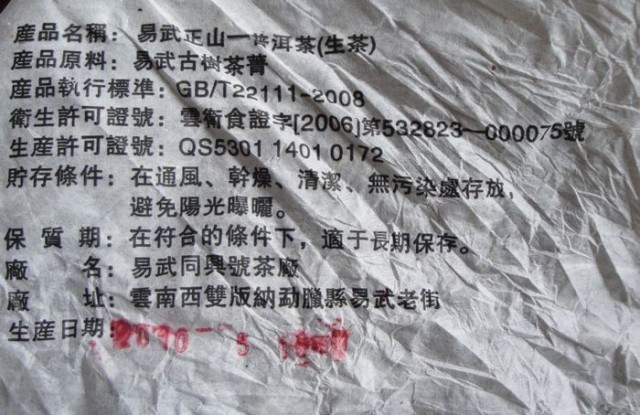 產品名稱：易武正山—普洱茶(生茶)
產品原料：易武古樹茶菁
產品執行標準：GB/T22111-2008
衛生許可證號：雲衛食證字[2006]第532823—000075號
生產許可證號：QS5301 1401 0172
貯存條件：在通風、幹燥、清潔、無污染處存放，
避免陽光曝曬。
保質期：在符合的條件下，適于長期保存。
廠名：易武同興號茶廠
廠址：雲南西雙版納勐臘縣易武老街
生産日期：2010 5